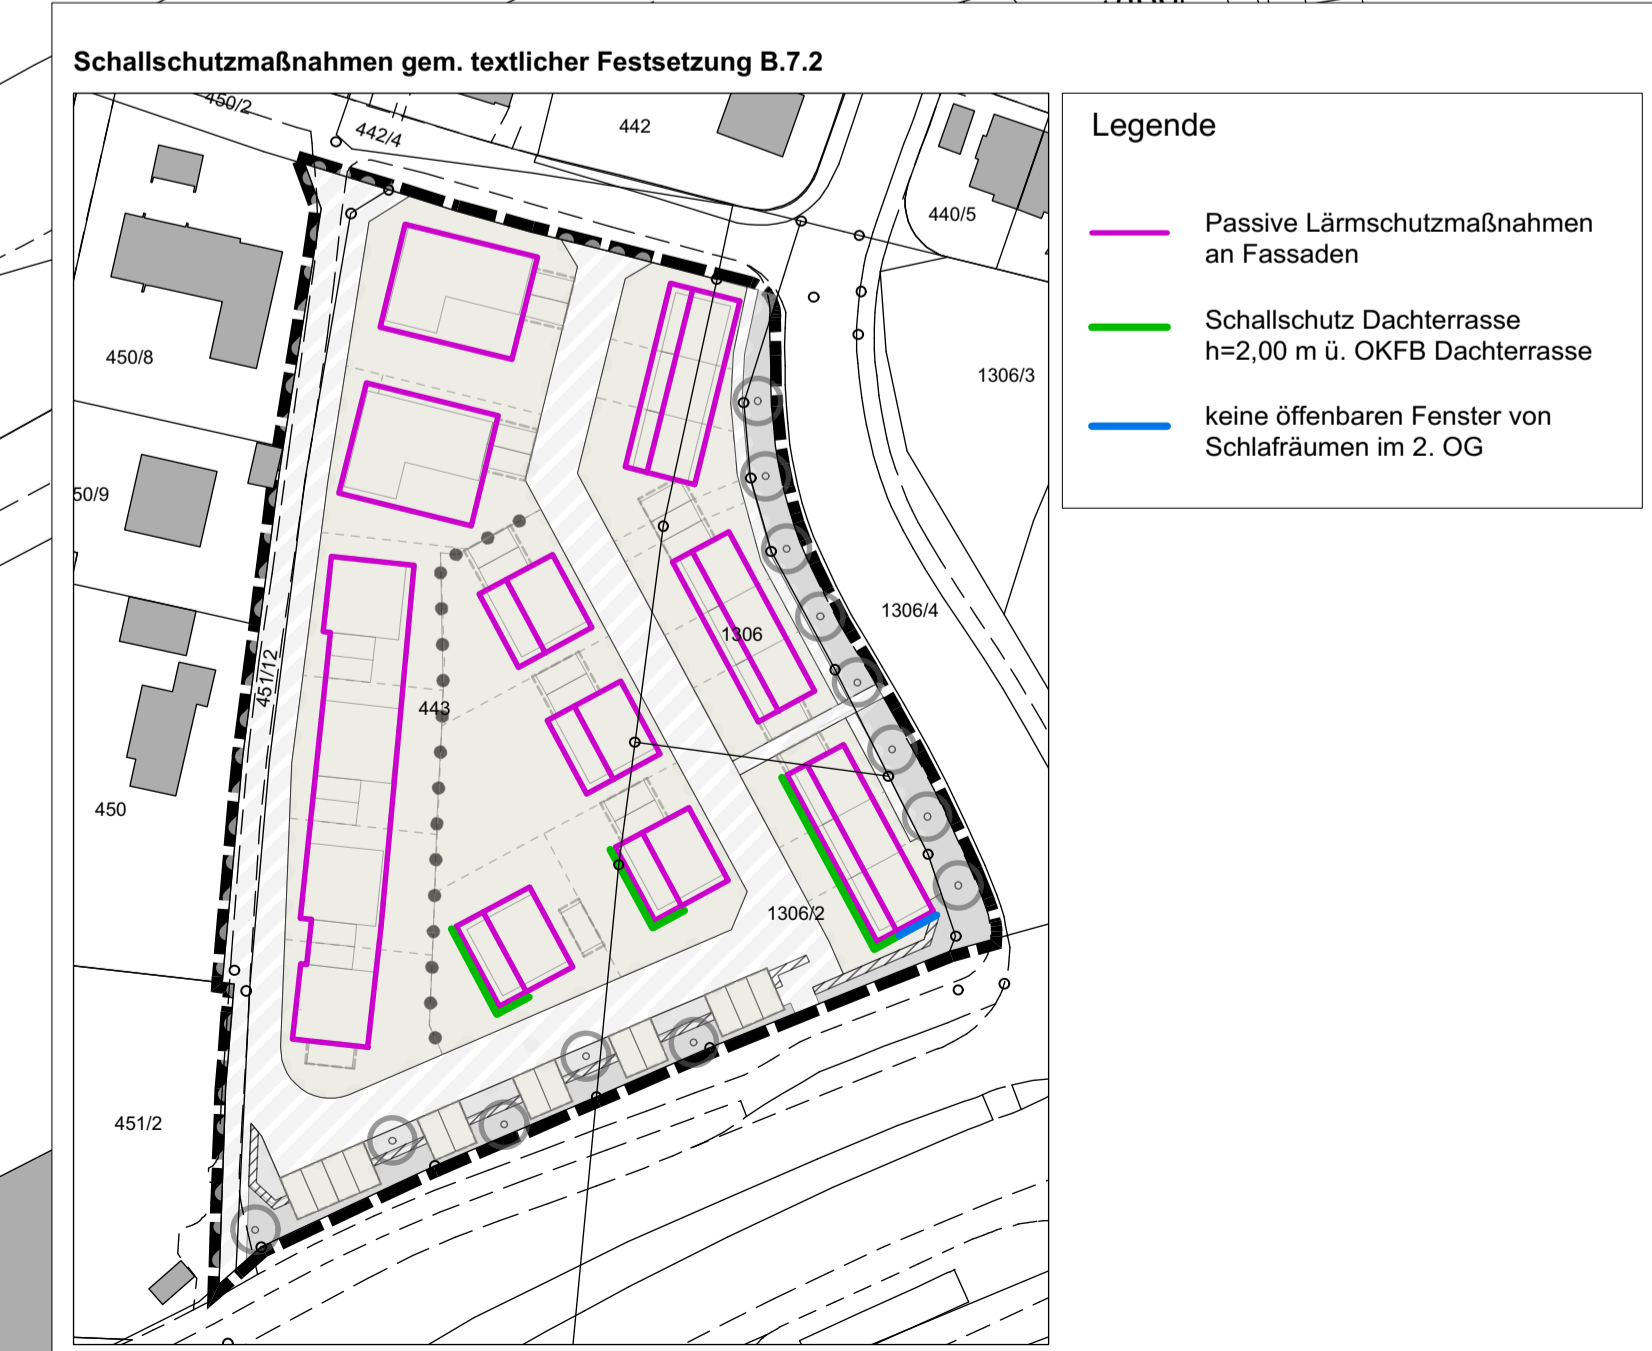 Schallschutzmaßnahmen gem. textlicher Festsetzung B.7.2
450/2
442/4
442
440/5
450/8
1306/3
50/9
1306/4
1306
451/12
443
450
1306/2
451/2
Legende
Passive Lärmschutzmaßnahmen
an Fassaden
Schallschutz Dachterrasse
h=2,00 m ü. OKFB Dachterrasse
keine öffenbaren Fenster von
Schlafräumen im 2. OG